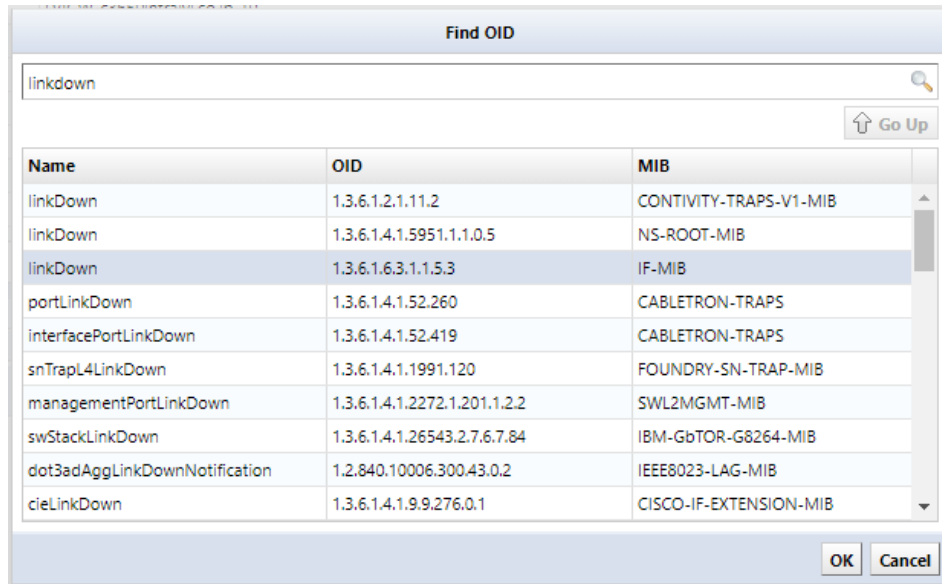 Find OID
linkdown
Go Up
Name OID MIB
linkDown 1.3.6.1.2.1.11.2 CONTIVITY-TRAPS-V1-MIB
linkDown 1.3.6.1.4.1.5951.1.1.0.5 NS-ROOT-MIB
linkDown 1.3.6.1.6.3.1.1.5.3 IF-MIB
portLinkDown 1.3.6.1.4.1.52.260 CABLETRON-TRAPS
interfacePortLinkDown 1.3.6.1.4.1.52.419 CABLETRON-TRAPS
snTrapL4LinkDown 1.3.6.1.4.1.1991.120 FOUNDRY-SN-TRAP-MIB
managementPortLinkDown 1.3.6.1.4.1.2272.1.201.1.2.2 SWL2MGMT-MIB
swStackLinkDown 1.3.6.1.4.1.26543.2.7.6.7.84 IBM-GbTOR-G8264-MIB
dot3adAggLinkDownNotification 1.2.840.10006.300.43.0.2 IEEE8023-LAG-MIB
cieLinkDown 1.3.6.1.4.1.9.9.276.0.1 CISCO-IF-EXTENSION-MIB
OK Cancel